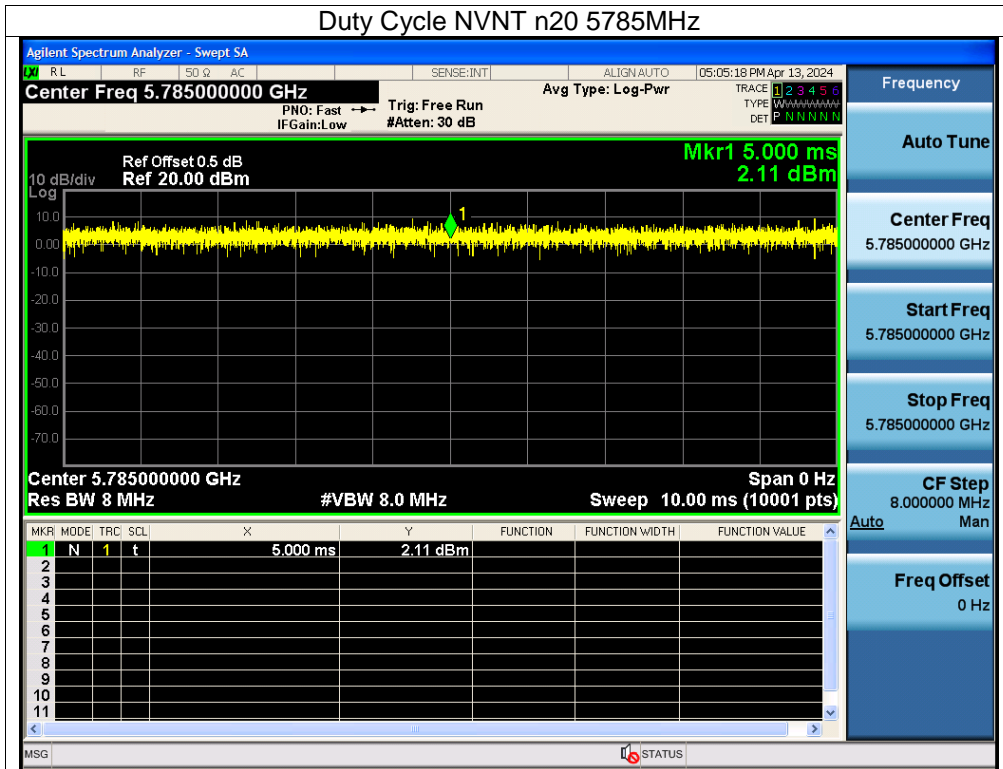 Duty Cycle NVNT n20 5785MHz
Agilent Spectrum Analyzer - Swept SA
LXI RL RF 50 Ω AC SENSE:INT ALIGN AUTO 05:05:18 PM Apr 13, 2024
Center Freq 5.785000000 GHz
PNO: Fast
IFGain:Low
Trig: Free Run
#Atten: 30 dB
Avg Type: Log-Pwr
TRACE 1 2 3 4 5 6
TYPE WWWWWW
DET P N N N N N
Ref Offset 0.5 dB
Ref 20.00 dBm
10 dB/div
Log
Mkr1 5.000 ms
2.11 dBm
1
10.0
0.00
-10.0
-20.0
-30.0
-40.0
-50.0
-60.0
-70.0
Center 5.785000000 GHz Span 0 Hz
Res BW 8 MHz #VBW 8.0 MHz Sweep 10.00 ms (10001 pts)
MKR MODE TRC SCL X Y FUNCTION FUNCTION WIDTH FUNCTION VALUE
1 N 1 t 5.000 ms 2.11 dBm
2
3
4
5
6
7
8
9
10
11
MSG STATUS
Frequency
Auto Tune
Center Freq
5.785000000 GHz
Start Freq
5.785000000 GHz
Stop Freq
5.785000000 GHz
CF Step
8.000000 MHz
Auto Man
Freq Offset
0 Hz